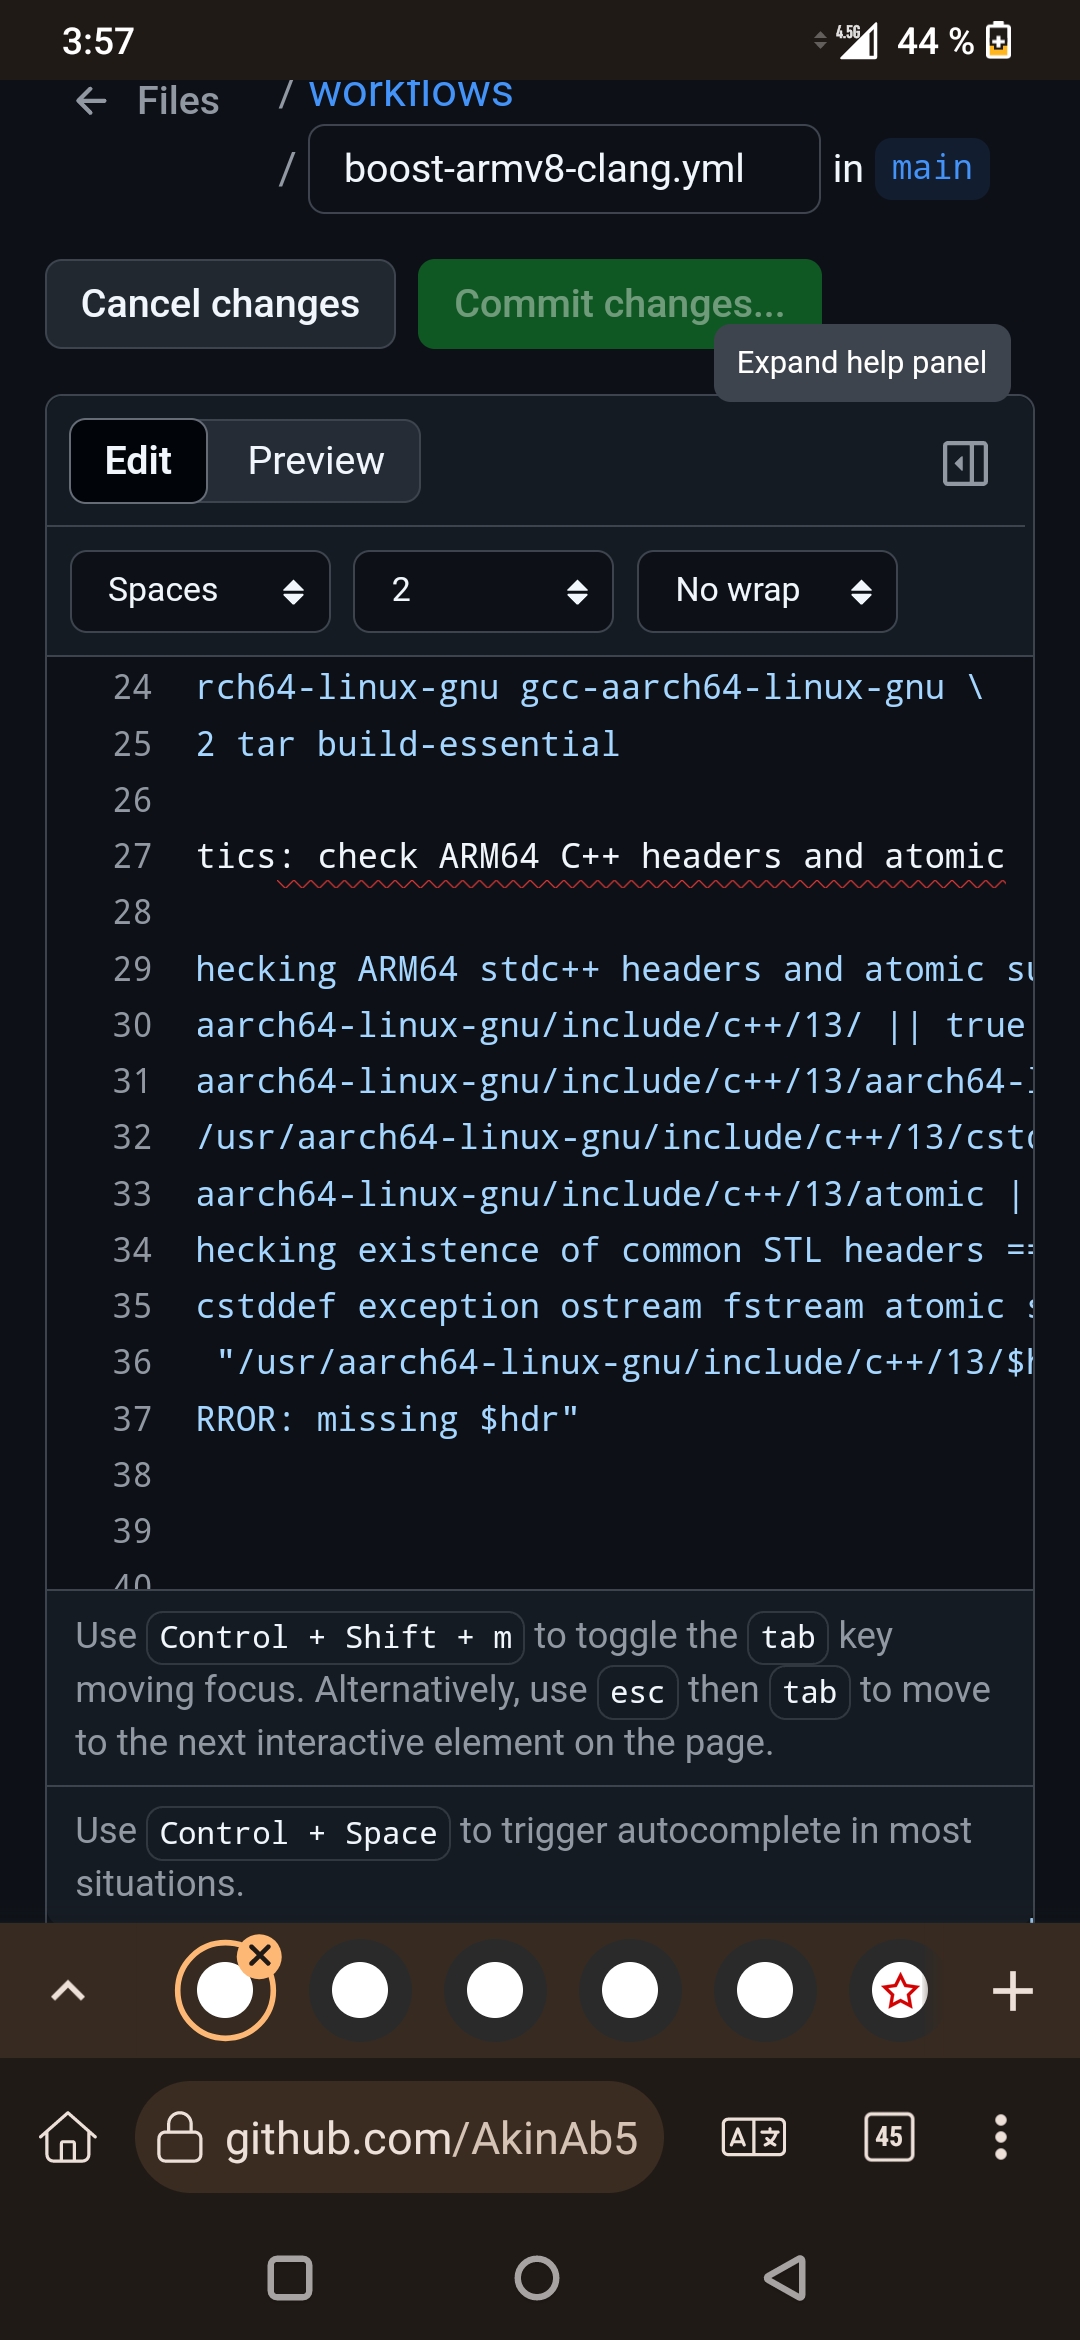 3:57
4.5G 44 %
Files / workflows
/ boost-armv8-clang.yml in main
Cancel changes Commit changes...
Expand help panel
Edit Preview
Spaces 2 No wrap
24 rch64-linux-gnu gcc-aarch64-linux-gnu \
25 2 tar build-essential
26
27 tics: check ARM64 C++ headers and atomic
28
29 hecking ARM64 stdc++ headers and atomic su
30 aarch64-linux-gnu/include/c++/13/ || true
31 aarch64-linux-gnu/include/c++/13/aarch64-l
32 /usr/aarch64-linux-gnu/include/c++/13/cstd
33 aarch64-linux-gnu/include/c++/13/atomic |
34 hecking existence of common STL headers ==
35 cstddef exception ostream fstream atomic s
36 "/usr/aarch64-linux-gnu/include/c++/13/$h
37 RROR: missing $hdr"
38
39
40
Use Control + Shift + m to toggle the tab key
moving focus. Alternatively, use esc then tab to move
to the next interactive element on the page.
Use Control + Space to trigger autocomplete in most
situations.
github.com/AkinAb5 45